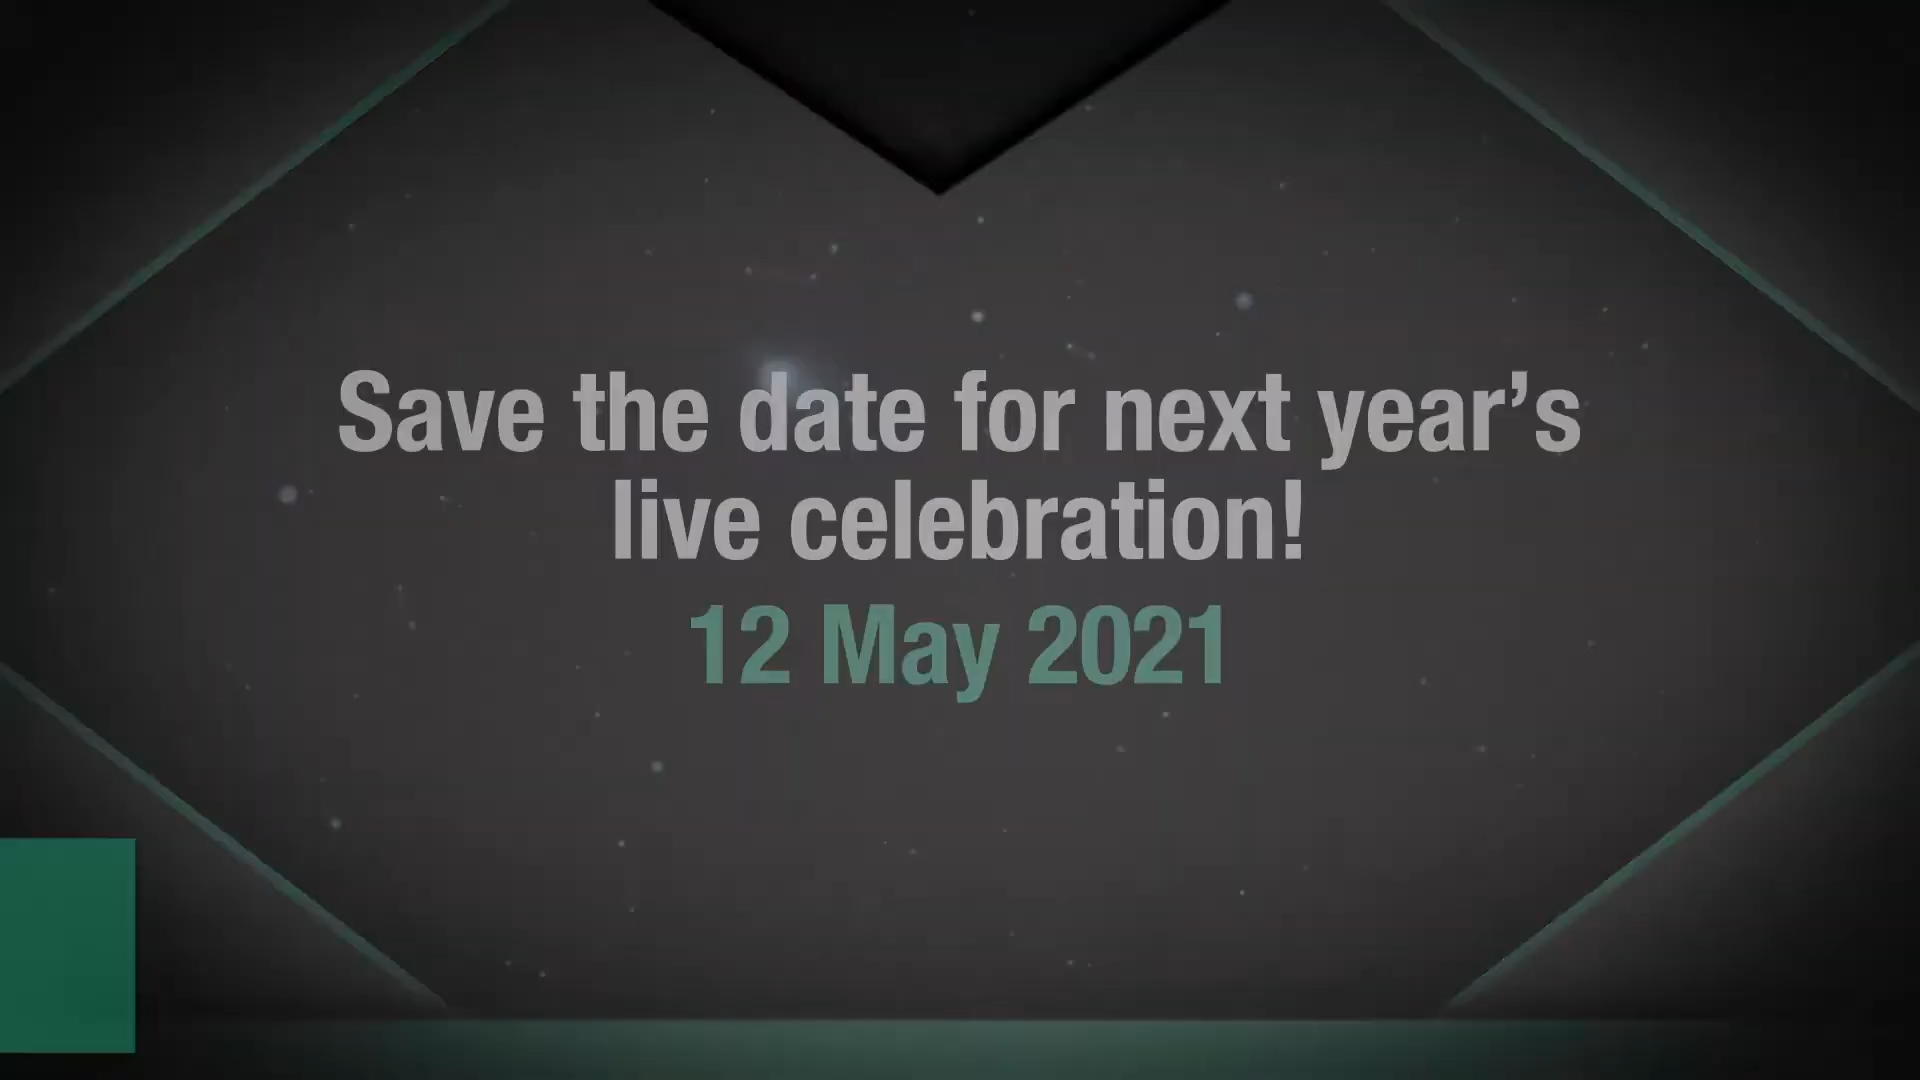 Save the date for next year’s
live celebration!
12 May 2021